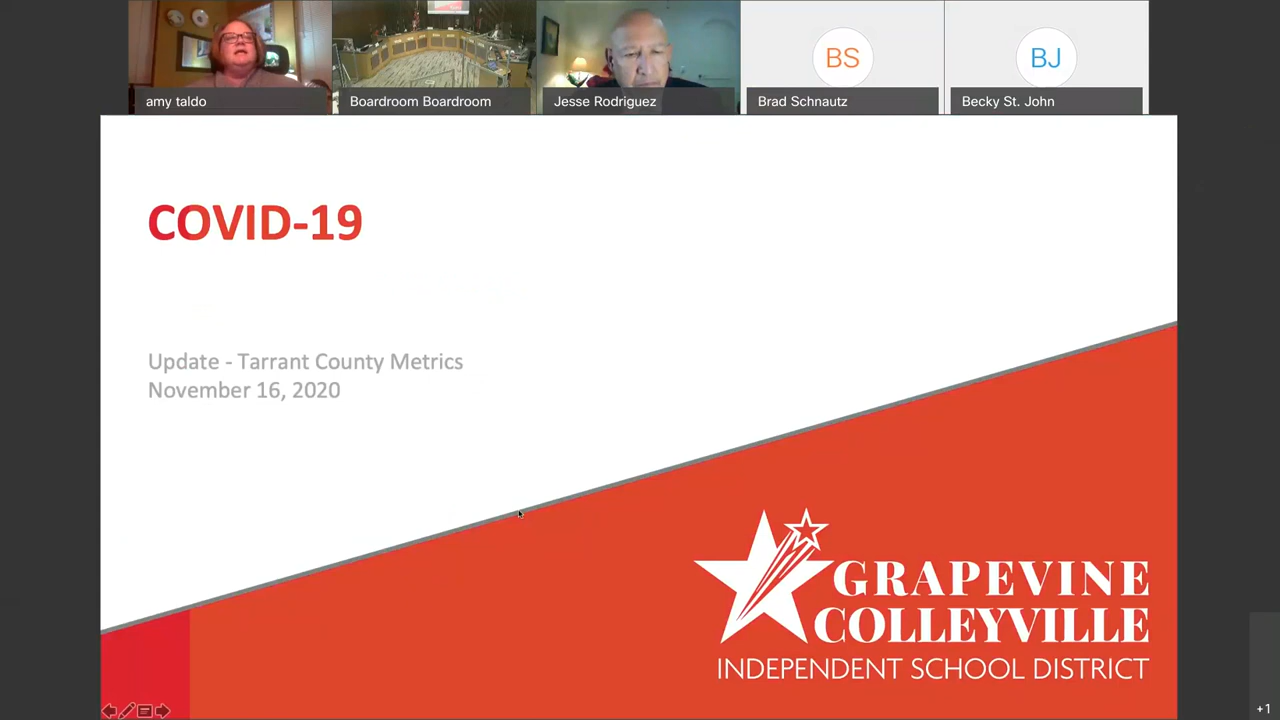 BS
BJ
amy taldo
Boardroom Boardroom
Jesse Rodriguez
Brad Schnautz
Becky St. John
COVID-19
Update - Tarrant County Metrics
November 16, 2020
GRAPEVINE
COLLEYVILLE
INDEPENDENT SCHOOL DISTRICT
+1